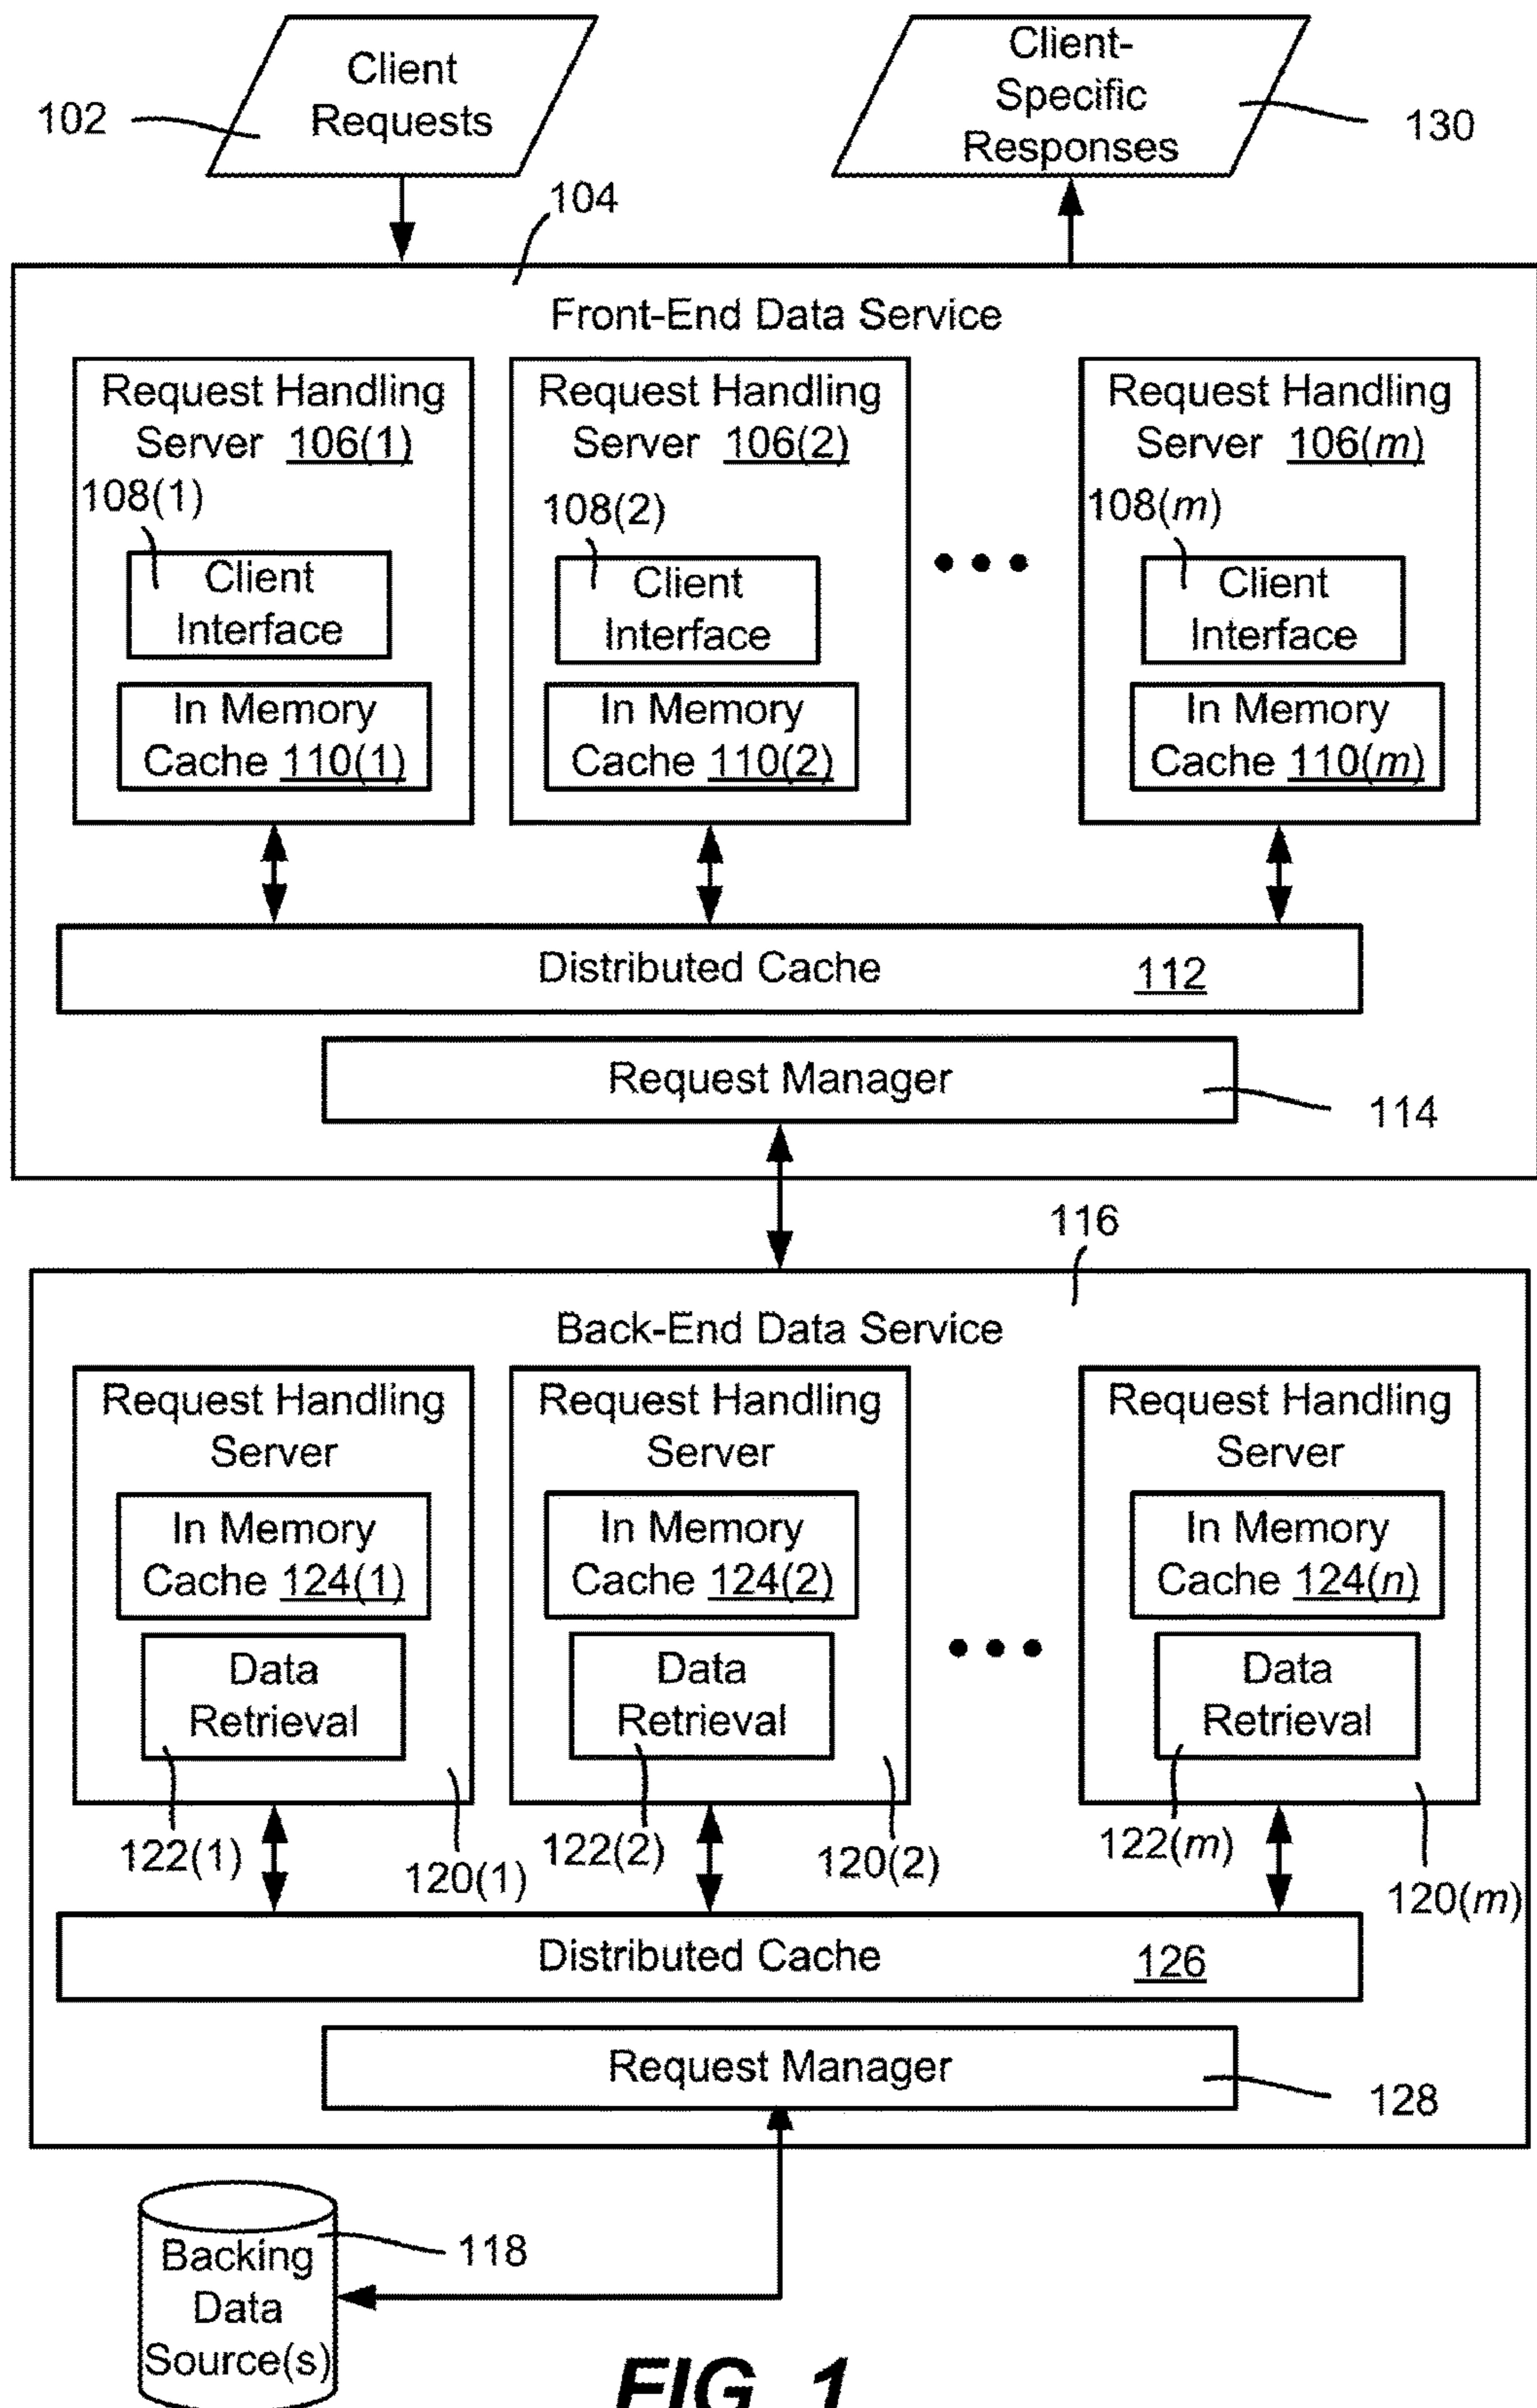 Client
Requests
102
Client-
Specific
Responses
130
104
Front-End Data Service
Request Handling
Server 106(1)
108(1)
Client
Interface
In Memory
Cache 110(1)
Request Handling
Server 106(2)
108(2)
Client
Interface
In Memory
Cache 110(2)
Request Handling
Server 106(m)
108(m)
Client
Interface
In Memory
Cache 110(m)
Distributed Cache 112
Request Manager
114
116
Back-End Data Service
Request Handling
Server
In Memory
Cache 124(1)
Data
Retrieval
122(1)
120(1)
Request Handling
Server
In Memory
Cache 124(2)
Data
Retrieval
122(2)
120(2)
Request Handling
Server
In Memory
Cache 124(n)
Data
Retrieval
122(m)
120(m)
Distributed Cache 126
Request Manager
128
Backing
Data
Source(s)
118
FIG. 1